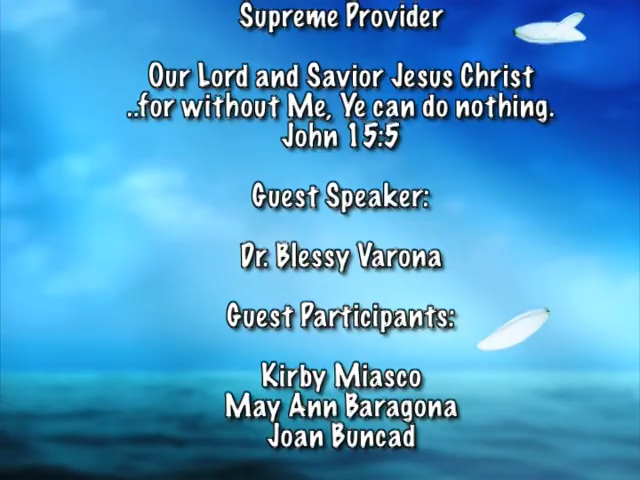 Supreme Provider
Our Lord and Savior Jesus Christ
..for without Me, Ye can do nothing.
John 15:5
Guest Speaker:
Dr. Blessy Varona
Guest Participants:
Kirby Miasco
May Ann Baragona
Joan Buncad